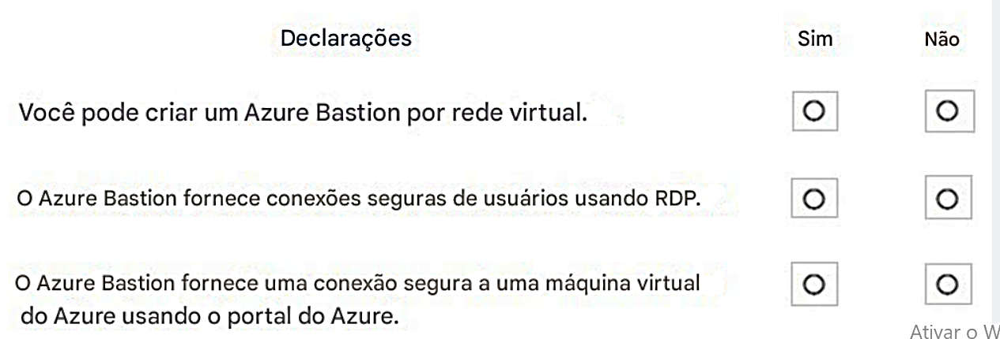 Declarações Sim Não
Você pode criar um Azure Bastion por rede virtual.
O Azure Bastion fornece conexões seguras de usuários usando RDP.
O Azure Bastion fornece uma conexão segura a uma máquina virtual
do Azure usando o portal do Azure.
Ativar o W